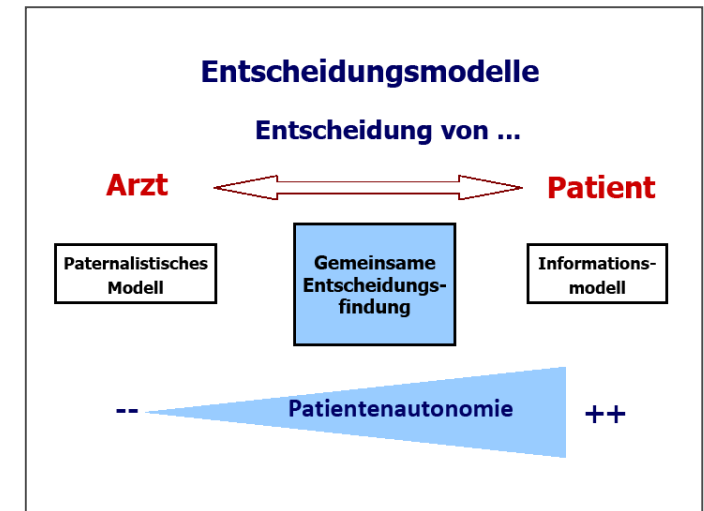 Entscheidungsmodelle
Entscheidung von ...
Arzt
Patient
Paternalistisches
Modell
Gemeinsame
Entscheidungs-
findung
Informations-
modell
--
Patientenautonomie
++